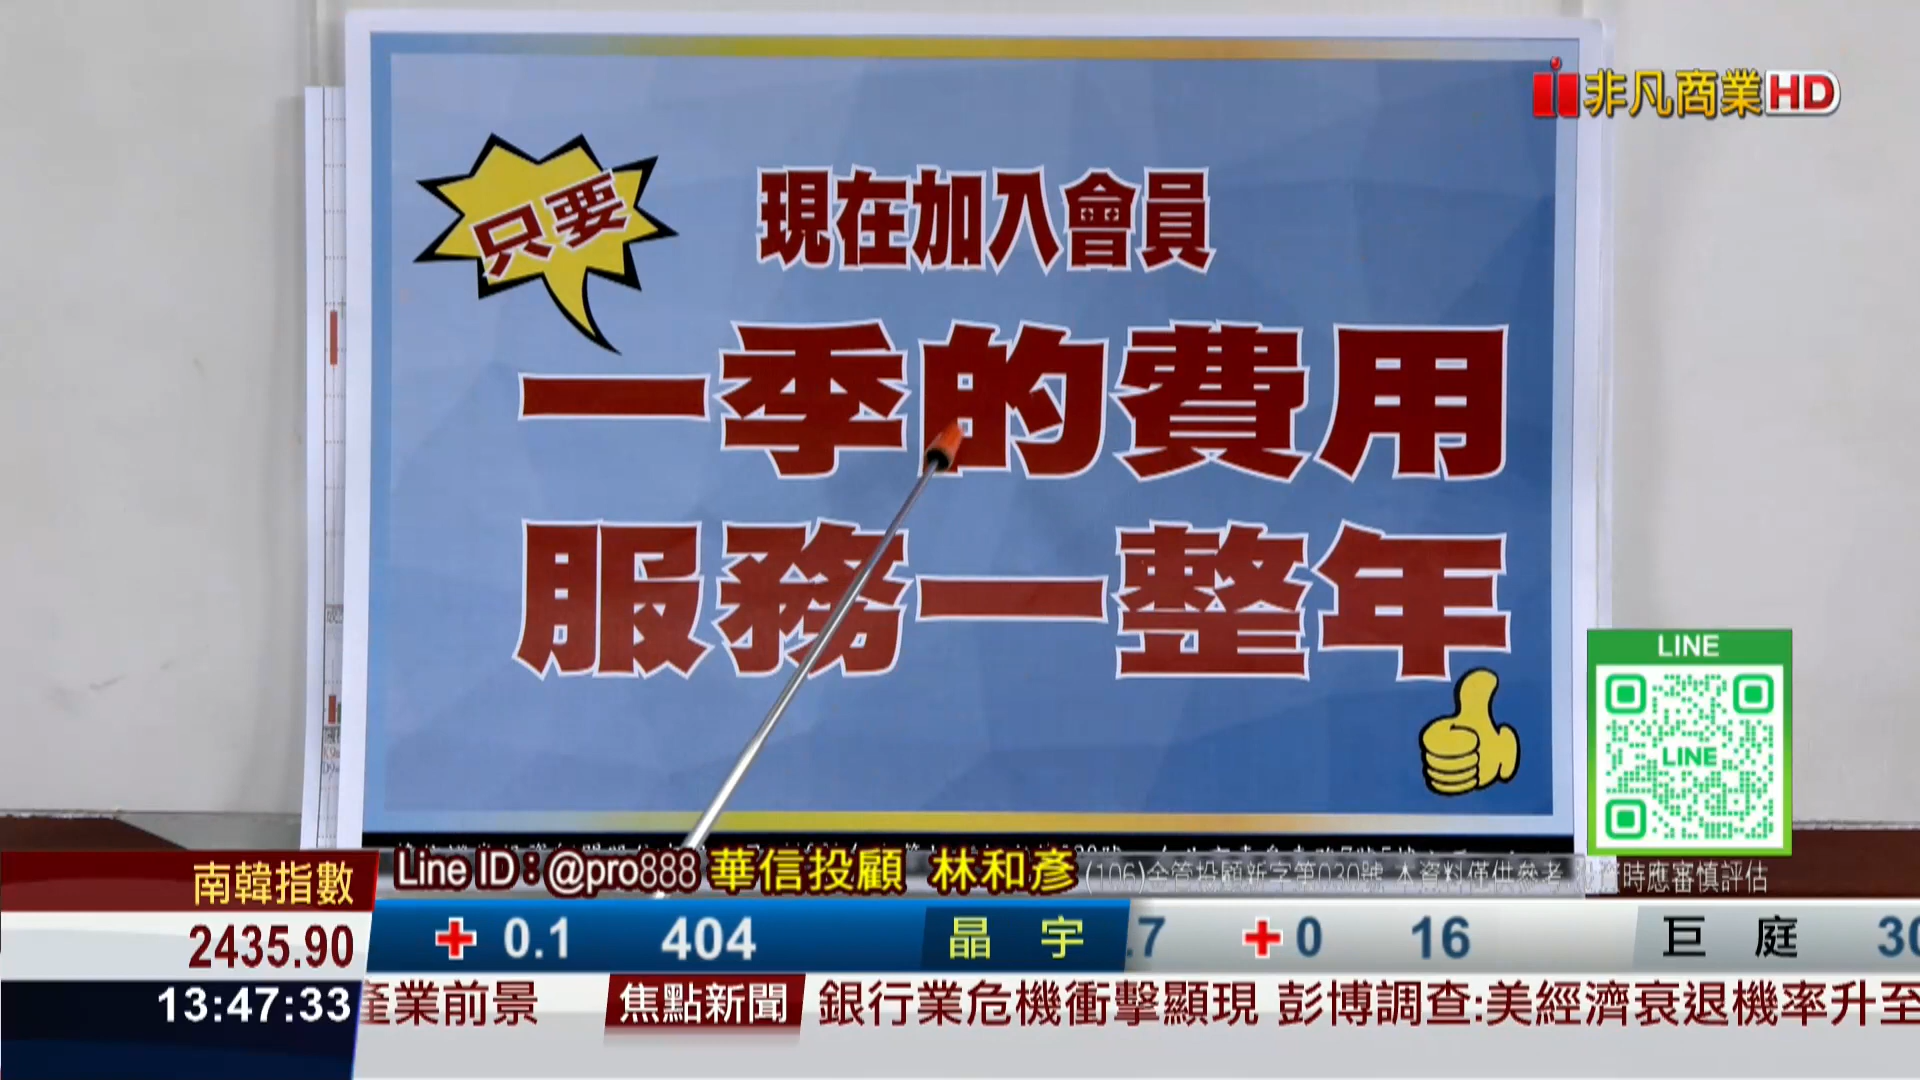 非凡商業HD
只要
現在加入會員
一季的費用
服務一整年
LINE
LINE
Line ID：@pro888 華信投顧 林和彥 (106)金管投顧新字第030號 本資料僅供參考
時應審慎評估
南韓指數
2435.90
0.1 404 晶宇 .7 0 16 巨庭 30
13:47:33
產業前景 焦點新聞 銀行業危機衝擊顯現 彭博調查:美經濟衰退機率升至